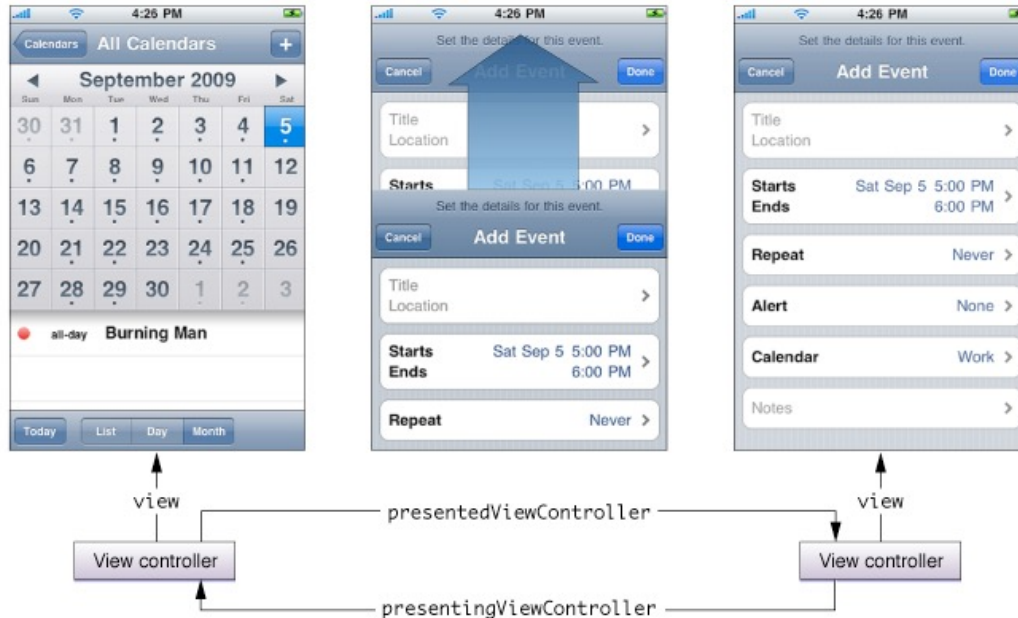 4:26 PM
Calendars All Calendars +
September 2009
Sun Mon Tue Wed Thu Fri Sat
30 31 1 2 3 4 5
6 7 8 9 10 11 12
13 14 15 16 17 18 19
20 21 22 23 24 25 26
27 28 29 30 1 2 3
all-day Burning Man
Today List Day Month
4:26 PM
Set the details for this event.
Cancel Add Event Done
Title
Location
Starts Sat Sep 5 5:00 PM
Set the details for this event.
Cancel Add Event Done
Title
Location
Starts Sat Sep 5 5:00 PM
Ends 6:00 PM
Repeat Never
4:26 PM
Set the details for this event.
Cancel Add Event Done
Title
Location
Starts Sat Sep 5 5:00 PM
Ends 6:00 PM
Repeat Never
Alert None
Calendar Work
Notes
view
view
presentedViewController
View controller
View controller
presentingViewController